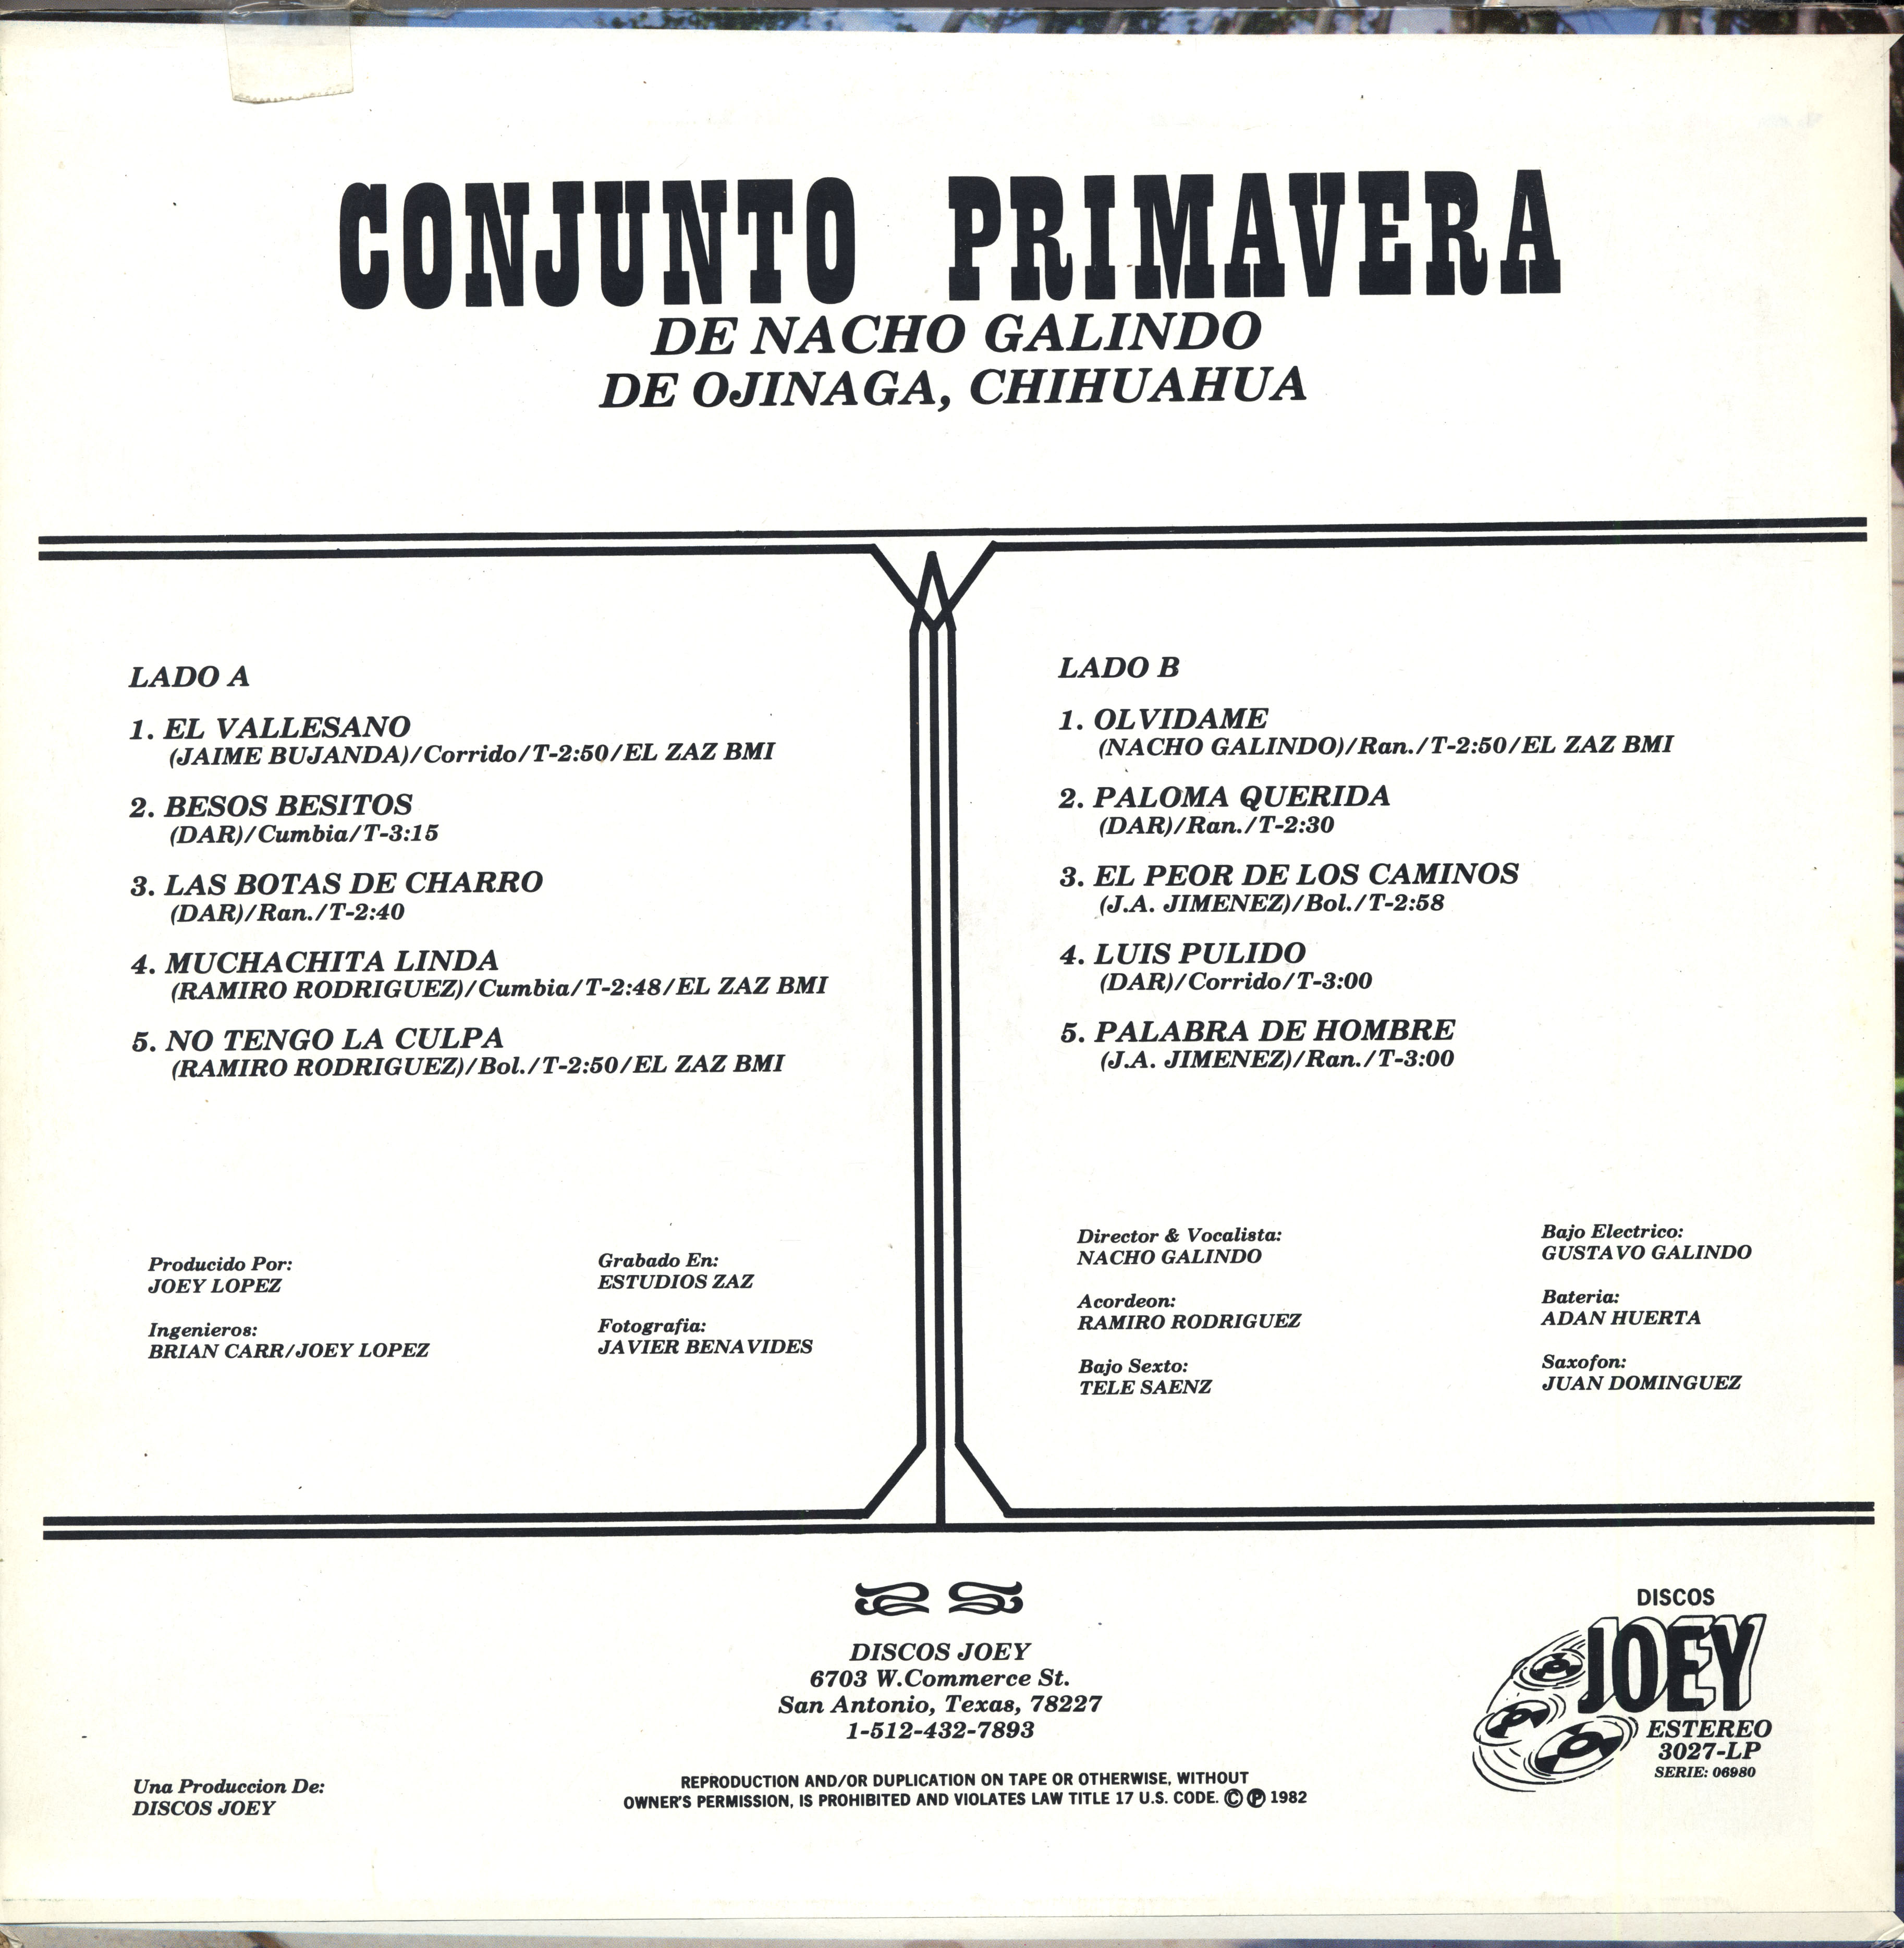 CONJUNTO PRIMAVERA
DE NACHO GALINDO
DE OJINAGA, CHIHUAHUA
LADO A
1. EL VALLESANO
(JAIME BUJANDA)/Corrido/T-2:50/EL ZAZ BMI
2. BESOS BESITOS
(DAR)/Cumbia/T-3:15
3. LAS BOTAS DE CHARRO
(DAR)/Ran./T-2:40
4. MUCHACHITA LINDA
(RAMIRO RODRIGUEZ)/Cumbia/T-2:48/EL ZAZ BMI
5. NO TENGO LA CULPA
(RAMIRO RODRIGUEZ)/Bol./T-2:50/EL ZAZ BMI
LADO B
1. OLVIDAME
(NACHO GALINDO)/Ran./T-2:50/EL ZAZ BMI
2. PALOMA QUERIDA
(DAR)/Ran./T-2:30
3. EL PEOR DE LOS CAMINOS
(J.A. JIMENEZ)/Bol./T-2:58
4. LUIS PULIDO
(DAR)/Corrido/T-3:00
5. PALABRA DE HOMBRE
(J.A. JIMENEZ)/Ran./T-3:00
Producido Por:
JOEY LOPEZ
Ingenieros:
BRIAN CARR/JOEY LOPEZ
Grabado En:
ESTUDIOS ZAZ
Fotografia:
JAVIER BENAVIDES
Director & Vocalista:
NACHO GALINDO
Acordeon:
RAMIRO RODRIGUEZ
Bajo Sexto:
TELE SAENZ
Bajo Electrico:
GUSTAVO GALINDO
Bateria:
ADAN HUERTA
Saxofon:
JUAN DOMINGUEZ
Una Produccion De:
DISCOS JOEY
DISCOS JOEY
6703 W.Commerce St.
San Antonio, Texas, 78227
1-512-432-7893
REPRODUCTION AND/OR DUPLICATION ON TAPE OR OTHERWISE, WITHOUT
OWNER'S PERMISSION, IS PROHIBITED AND VIOLATES LAW TITLE 17 U.S. CODE. © ℗ 1982
DISCOS
JOEY
ESTEREO
3027-LP
SERIE: 06980